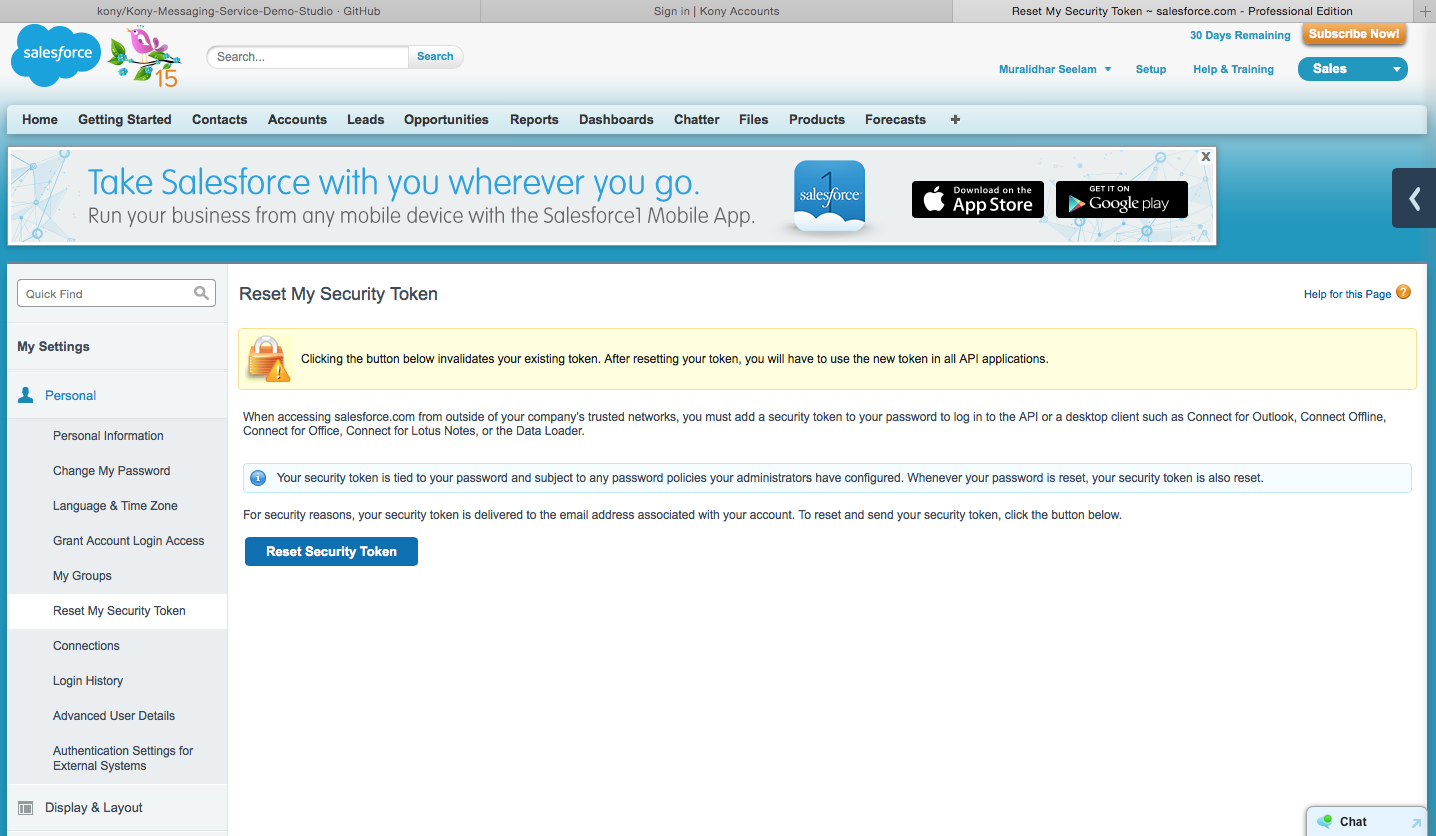 kony/Kony-Messaging-Service-Demo-Studio · GitHub
Sign in | Kony Accounts
Reset My Security Token ~ salesforce.com - Professional Edition
salesforce
15
Search...
Search
30 Days Remaining
Subscribe Now!
Muralidhar Seelam
Setup
Help & Training
Sales
Home
Getting Started
Contacts
Accounts
Leads
Opportunities
Reports
Dashboards
Chatter
Files
Products
Forecasts
+
Take Salesforce with you wherever you go.
Run your business from any mobile device with the Salesforce1 Mobile App.
1
salesforce
Download on the
App Store
GET IT ON
Google play
X
Quick Find
My Settings
Personal
Personal Information
Change My Password
Language & Time Zone
Grant Account Login Access
My Groups
Reset My Security Token
Connections
Login History
Advanced User Details
Authentication Settings for
External Systems
Display & Layout
Reset My Security Token
Help for this Page ?
Clicking the button below invalidates your existing token. After resetting your token, you will have to use the new token in all API applications.
When accessing salesforce.com from outside of your company's trusted networks, you must add a security token to your password to log in to the API or a desktop client such as Connect for Outlook, Connect Offline,
Connect for Office, Connect for Lotus Notes, or the Data Loader.
Your security token is tied to your password and subject to any password policies your administrators have configured. Whenever your password is reset, your security token is also reset.
For security reasons, your security token is delivered to the email address associated with your account. To reset and send your security token, click the button below.
Reset Security Token
Chat